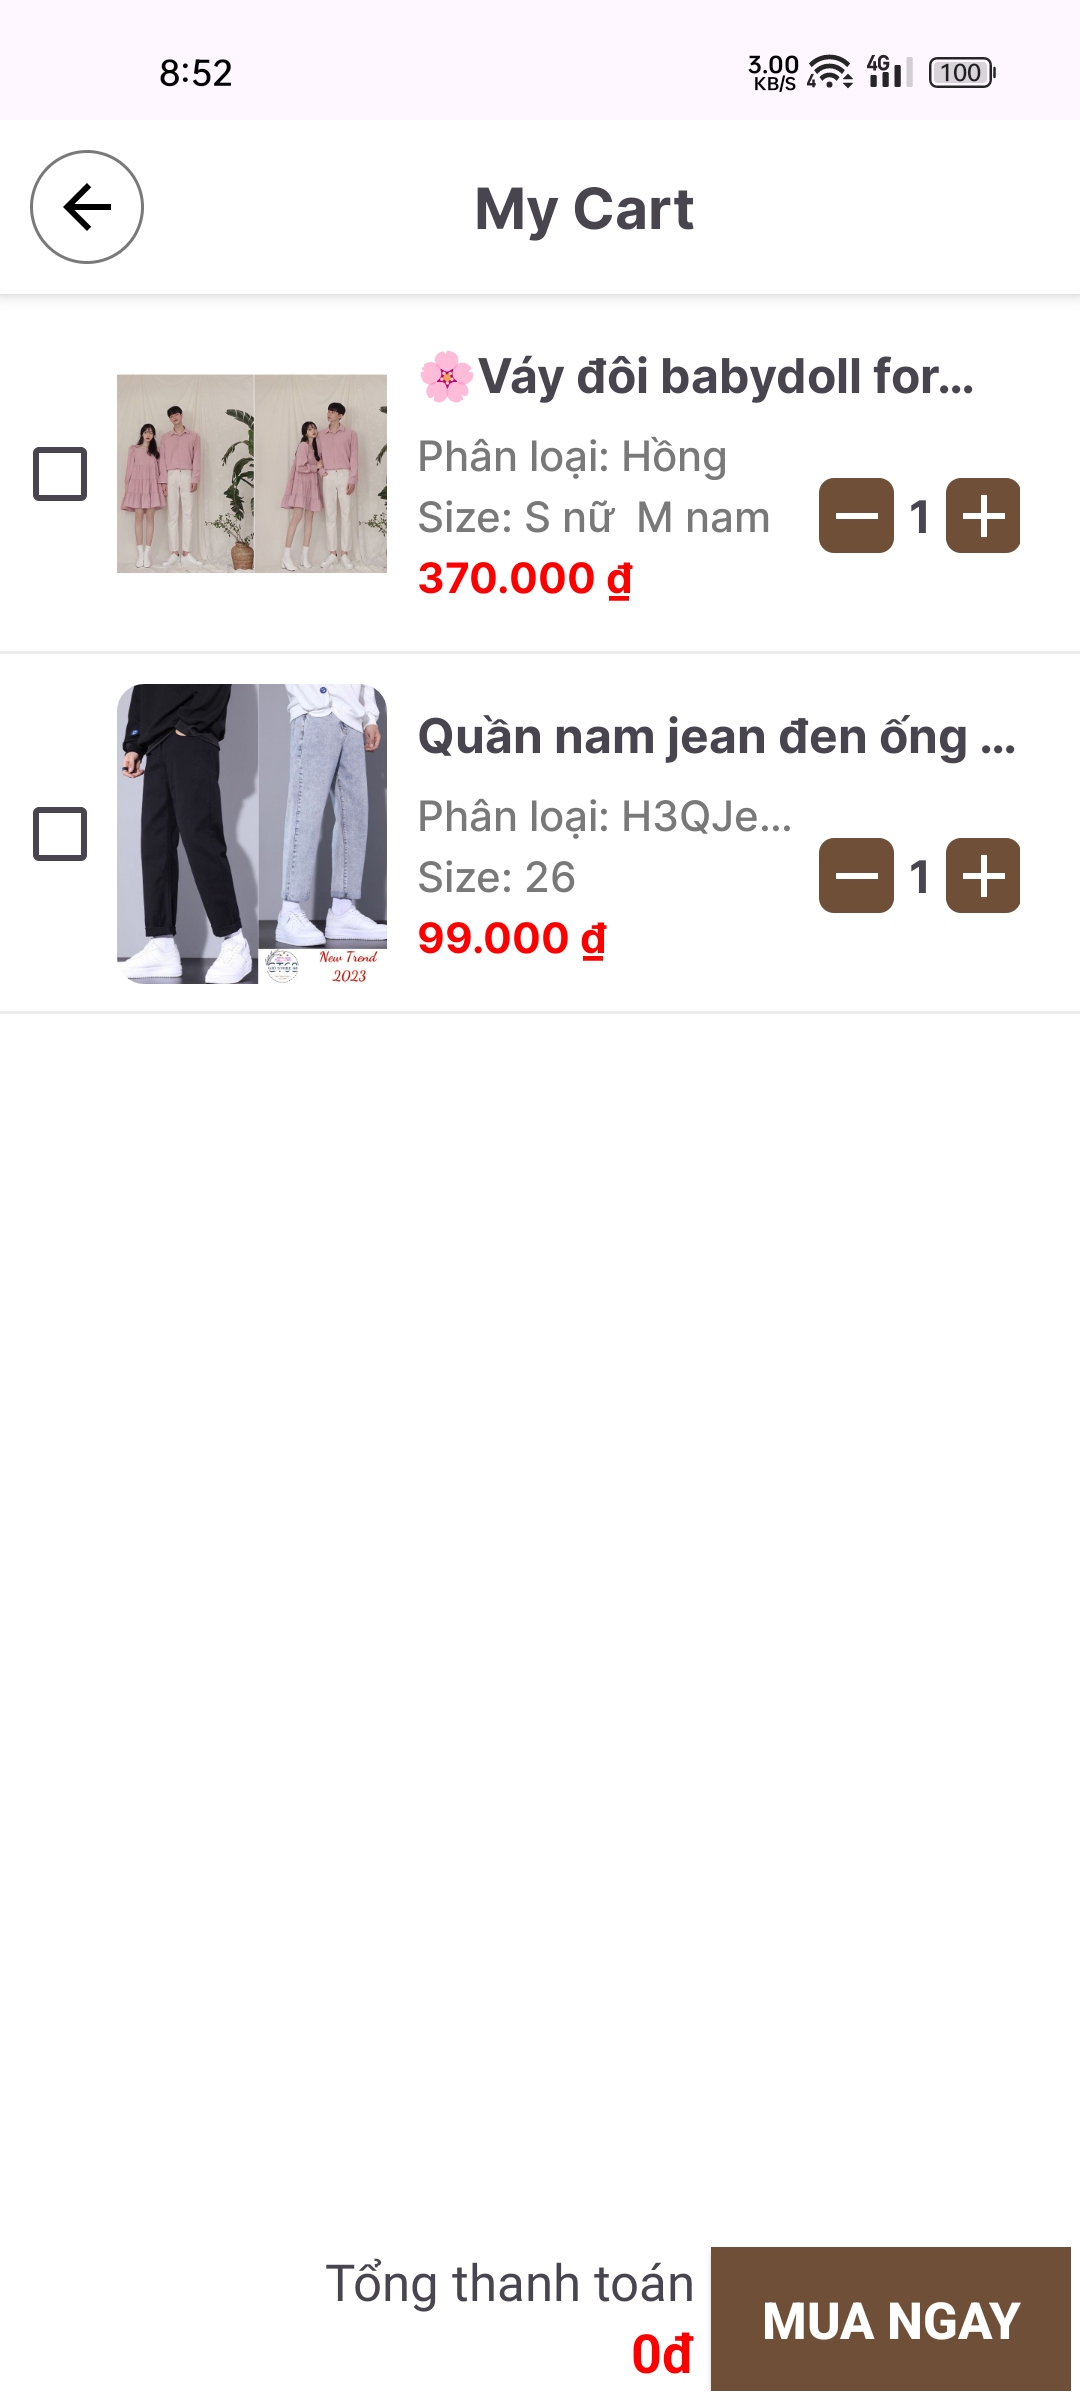 8:52
3.00
KB/S
4G
100
My Cart
🌸Váy đôi babydoll for...
Phân loại: Hồng
Size: S nữ  M nam
370.000 ₫
1
Quần nam jean đen ống ...
Phân loại: H3QJe...
Size: 26
99.000 ₫
1
New Trend
2023
Tổng thanh toán
0đ
MUA NGAY